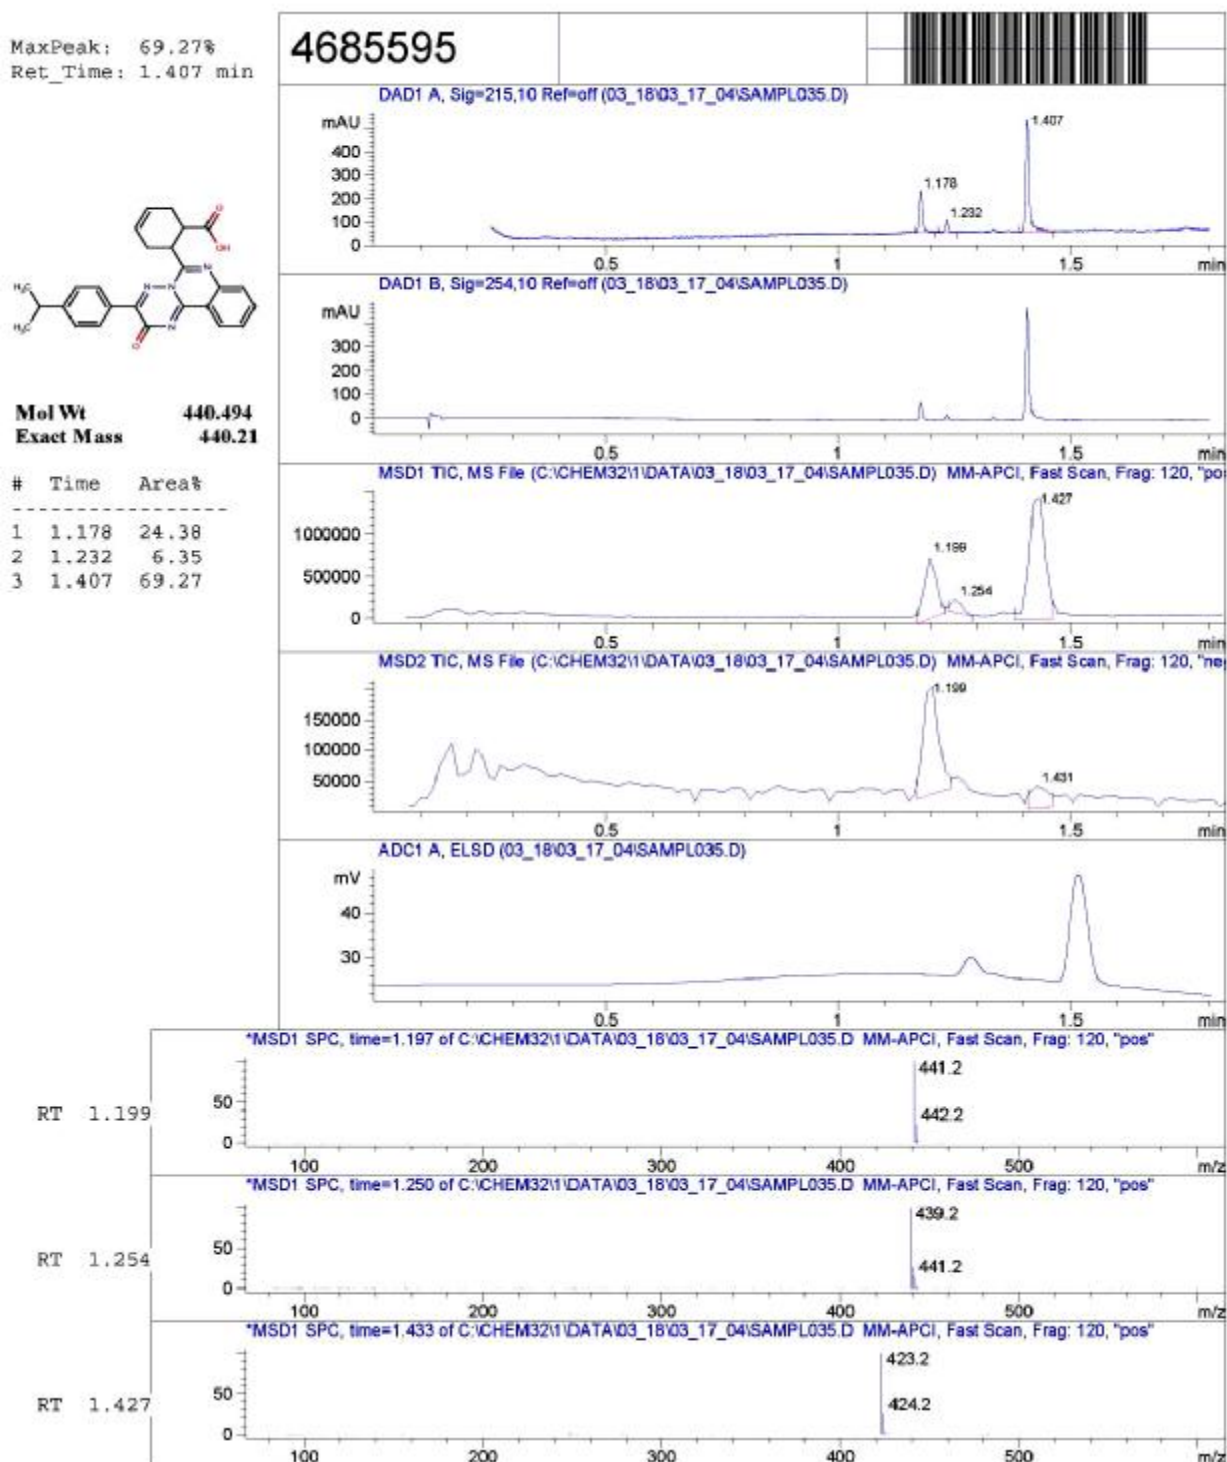 MaxPeak: 69.27%
Ret_Time: 1.407 min
4685595
DAD1 A, Sig=215,10 Ref=off (03_18\03_17_04\SAMPL035.D)
mAU
400
300
200
100
0
1.178
1.232
1.407
0.5
1
1.5
min
DAD1 B, Sig=254,10 Ref=off (03_18\03_17_04\SAMPL035.D)
mAU
300
200
100
0
0.5
1
1.5
min
O
OH
N
N
N
N
O
H₃C
H₃C
Mol Wt 440.494
Exact Mass 440.21
# Time Area%
1 1.178 24.38
2 1.232 6.35
3 1.407 69.27
MSD1 TIC, MS File (C:\CHEM32\1\DATA\03_18\03_17_04\SAMPL035.D) MM-APCI, Fast Scan, Frag: 120, "po
1000000
500000
0
1.199
1.254
1.427
0.5
1
1.5
min
MSD2 TIC, MS File (C:\CHEM32\1\DATA\03_18\03_17_04\SAMPL035.D) MM-APCI, Fast Scan, Frag: 120, "ne
150000
100000
50000
1.199
1.431
0.5
1
1.5
min
ADC1 A, ELSD (03_18\03_17_04\SAMPL035.D)
mV
40
30
0.5
1
1.5
min
*MSD1 SPC, time=1.197 of C:\CHEM32\1\DATA\03_18\03_17_04\SAMPL035.D MM-APCI, Fast Scan, Frag: 120, "pos"
RT 1.199
50
0
441.2
442.2
100
200
300
400
500
m/z
*MSD1 SPC, time=1.250 of C:\CHEM32\1\DATA\03_18\03_17_04\SAMPL035.D MM-APCI, Fast Scan, Frag: 120, "pos"
RT 1.254
50
0
439.2
441.2
100
200
300
400
500
m/z
*MSD1 SPC, time=1.433 of C:\CHEM32\1\DATA\03_18\03_17_04\SAMPL035.D MM-APCI, Fast Scan, Frag: 120, "pos"
RT 1.427
50
0
423.2
424.2
100
200
300
400
500
m/z